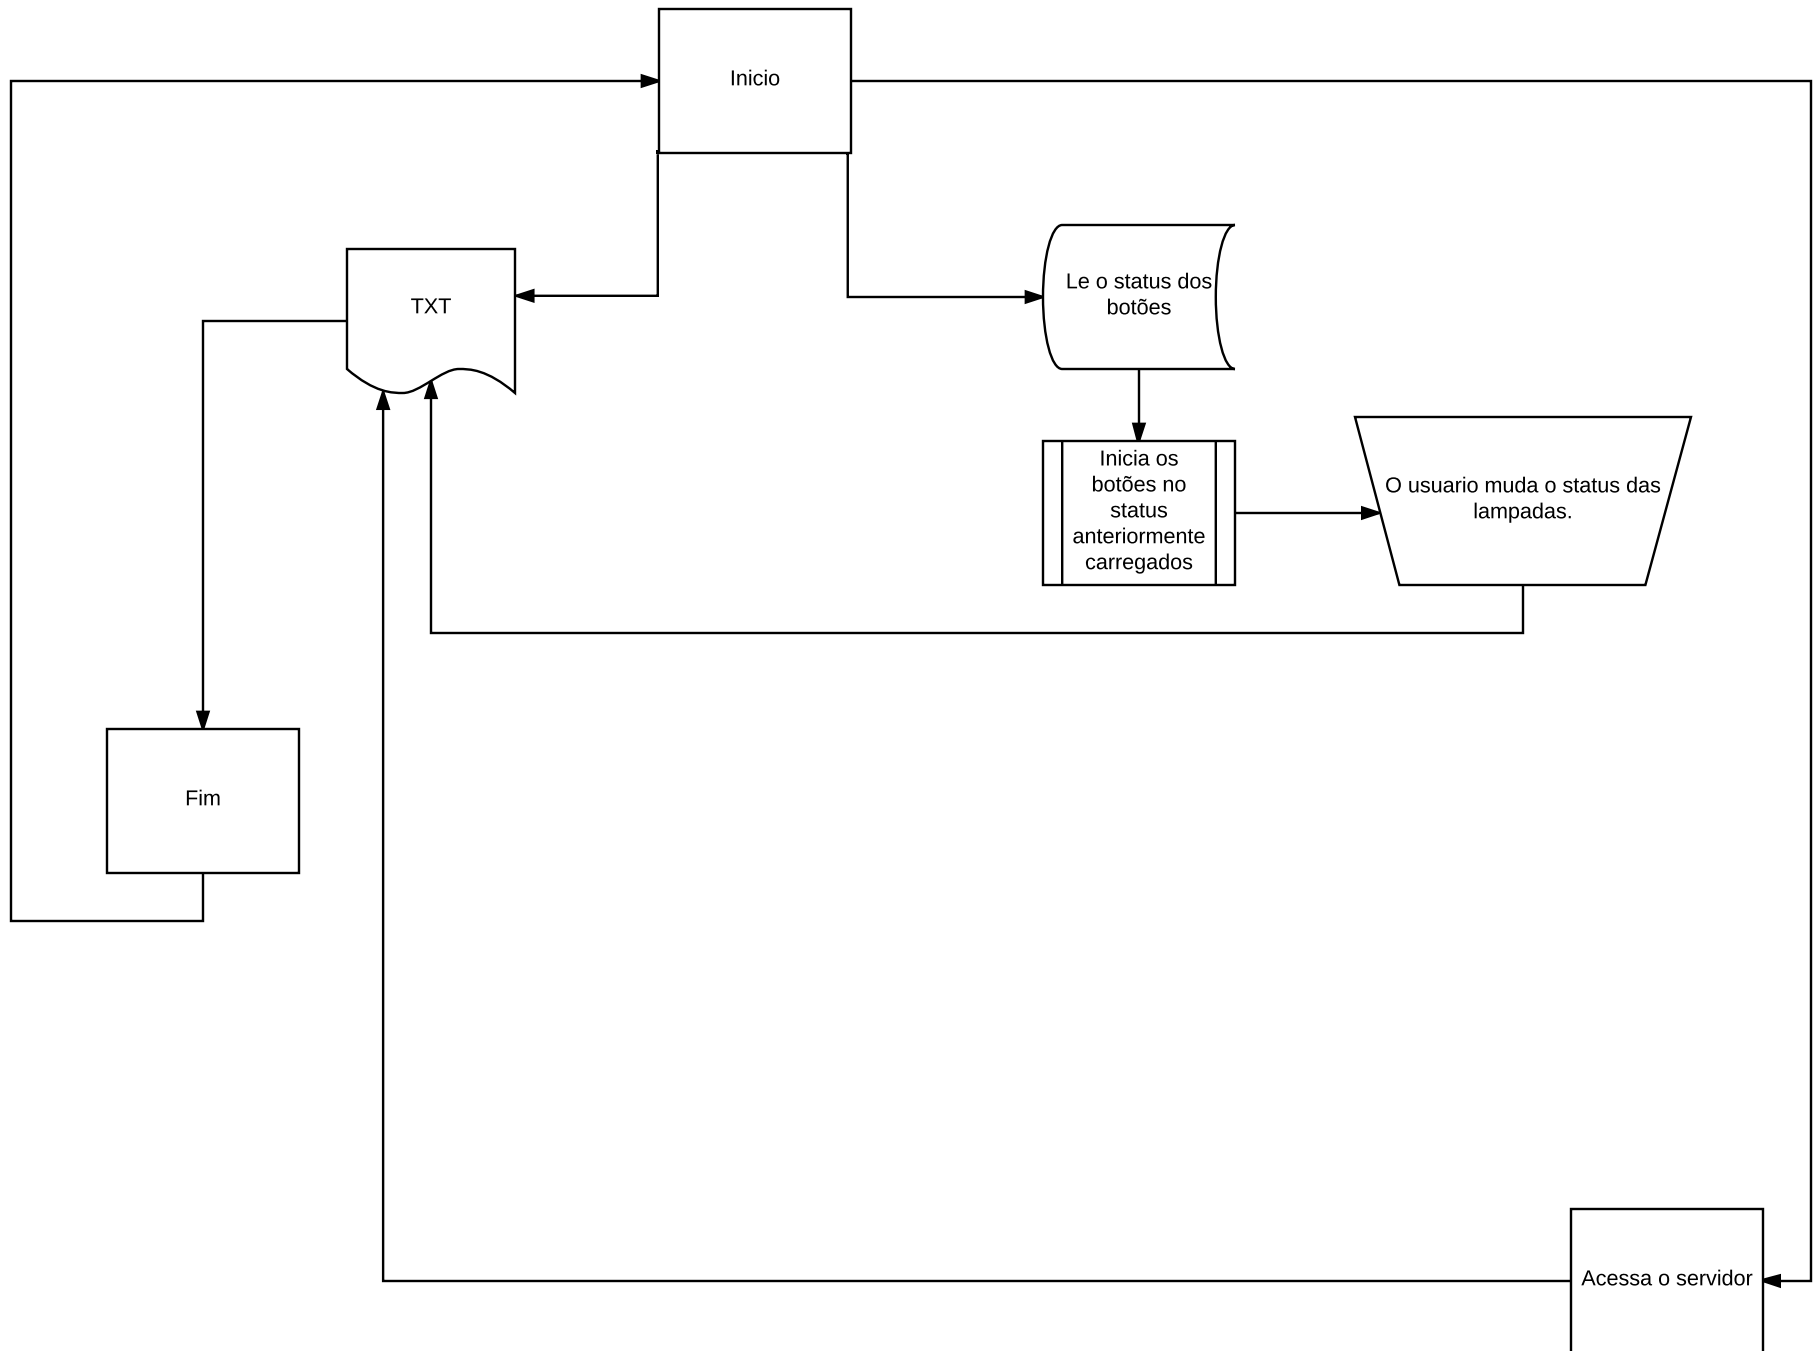 Inicio
TXT
Le o status dos
botões
Inicia os
botões no
status
anteriormente
carregados
O usuario muda o status das
lampadas.
Fim
Acessa o servidor